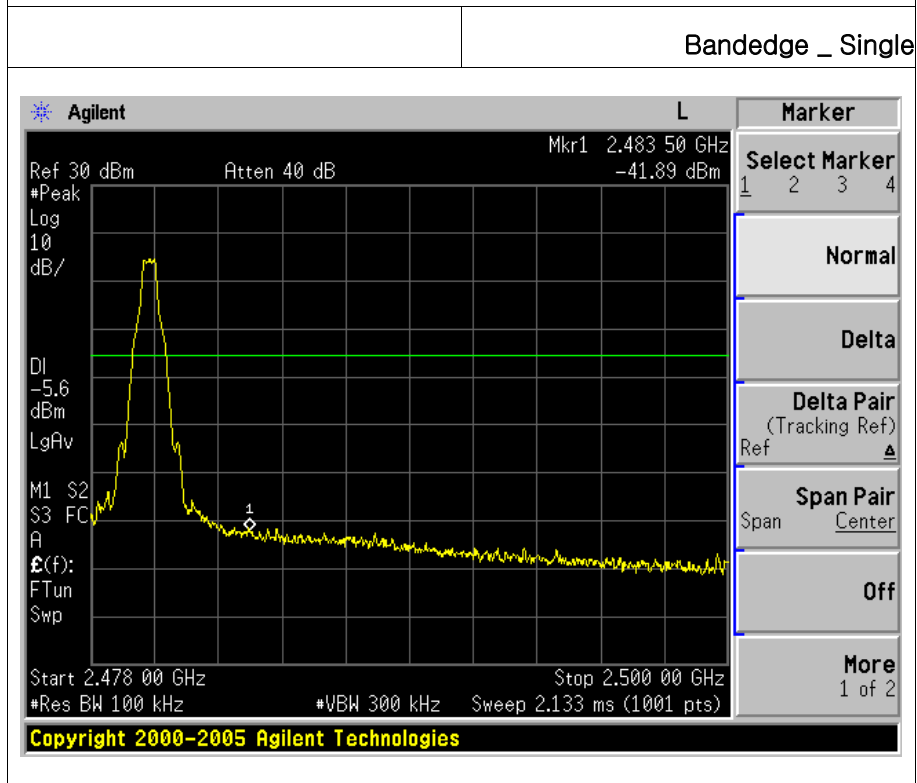 Bandedge _ Single
Agilent L
Mkr1 2.483 50 GHz
Ref 30 dBm Atten 40 dB -41.89 dBm
#Peak
Log
10
dB/
DI
-5.6
dBm
LgAv
M1 S2
S3 FC
A
£(f):
FTun
Swp
1
Start 2.478 00 GHz Stop 2.500 00 GHz
#Res BW 100 kHz #VBW 300 kHz Sweep 2.133 ms (1001 pts)
Copyright 2000-2005 Agilent Technologies
Marker
Select Marker
1 2 3 4
Normal
Delta
Delta Pair
(Tracking Ref)
Ref Δ
Span Pair
Span Center
Off
More
1 of 2